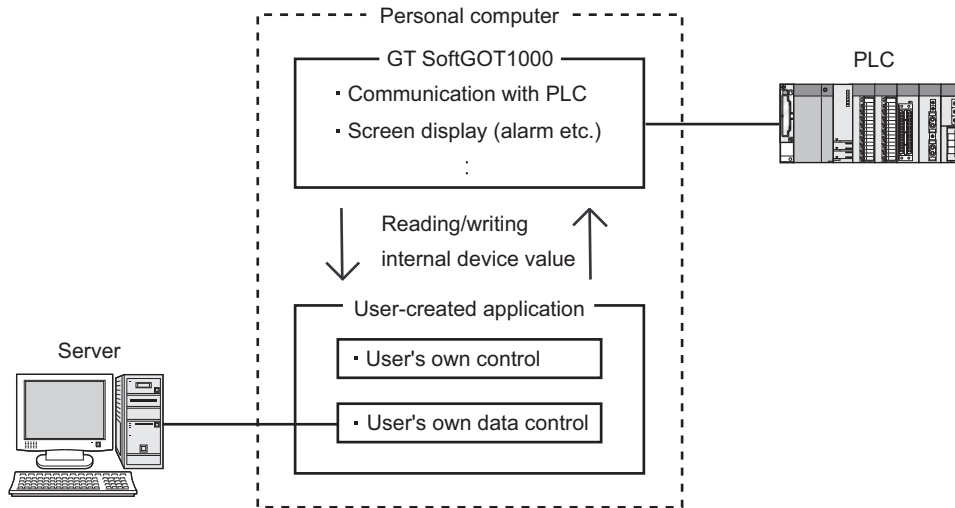 Personal computer
GT SoftGOT1000
・Communication with PLC
・Screen display (alarm etc.)
:
PLC
Reading/writing
internal device value
User-created application
・User's own control
・User's own data control
Server